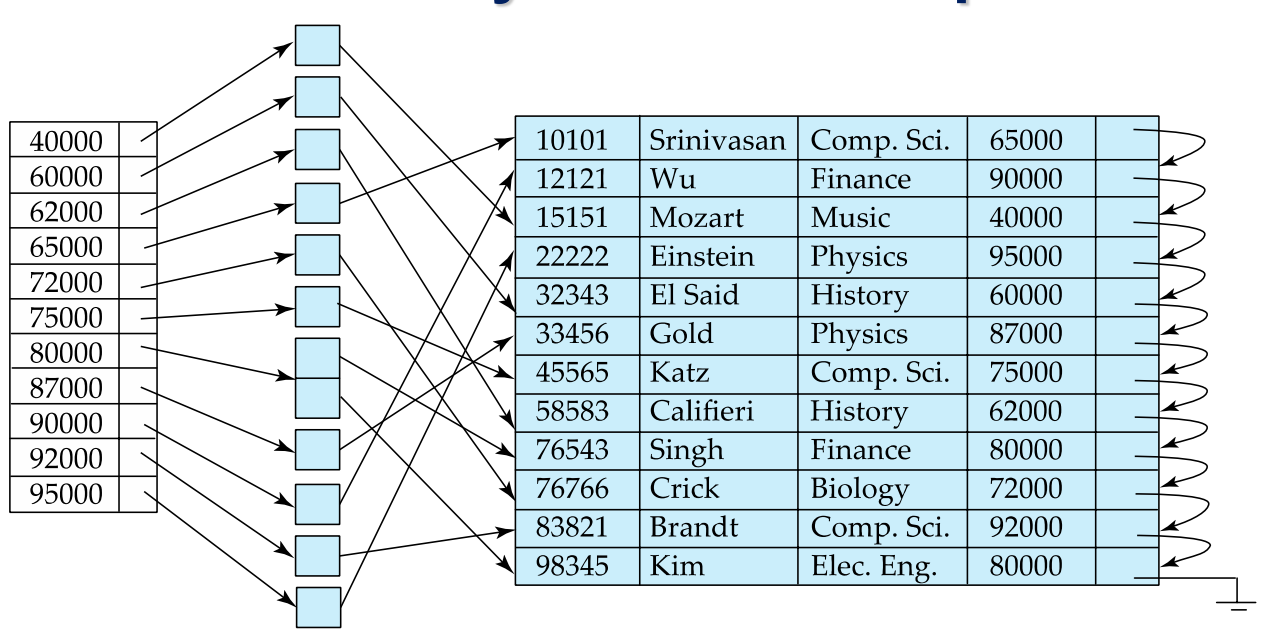 40000
60000
62000
65000
72000
75000
80000
87000
90000
92000
95000
10101 Srinivasan Comp. Sci. 65000
12121 Wu Finance 90000
15151 Mozart Music 40000
22222 Einstein Physics 95000
32343 El Said History 60000
33456 Gold Physics 87000
45565 Katz Comp. Sci. 75000
58583 Califieri History 62000
76543 Singh Finance 80000
76766 Crick Biology 72000
83821 Brandt Comp. Sci. 92000
98345 Kim Elec. Eng. 80000